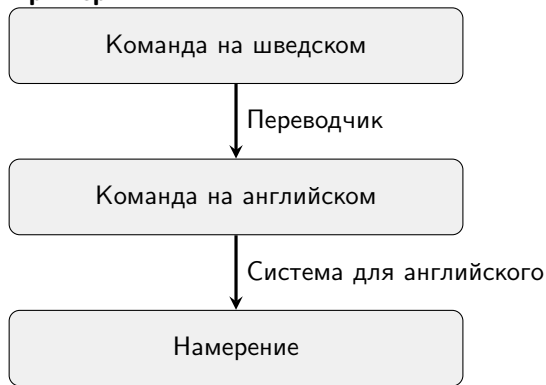 Команда на шведском
Переводчик
Команда на английском
Система для английского
Намерение